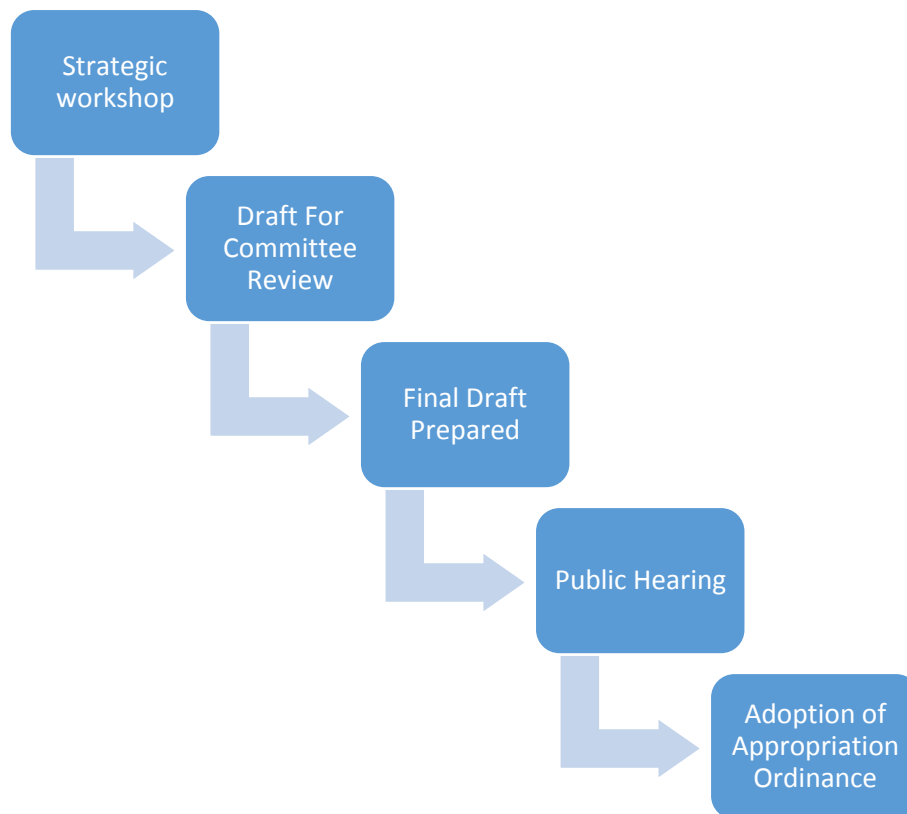 Strategic
workshop
Draft For
Committee
Review
Final Draft
Prepared
Public Hearing
Adoption of
Appropriation
Ordinance